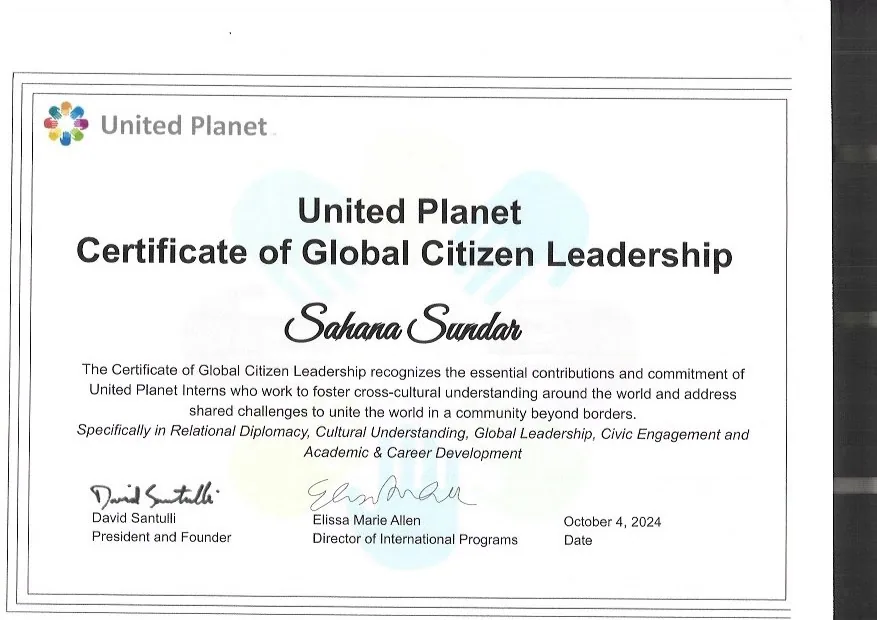 United Planet
United Planet
Certificate of Global Citizen Leadership
Sahana Sundar
The Certificate of Global Citizen Leadership recognizes the essential contributions and commitment of
United Planet Interns who work to foster cross-cultural understanding around the world and address
shared challenges to unite the world in a community beyond borders.
Specifically in Relational Diplomacy, Cultural Understanding, Global Leadership, Civic Engagement and
Academic & Career Development
David Santulli
David Santulli Elissa Marie Allen October 4, 2024
President and Founder Director of International Programs Date